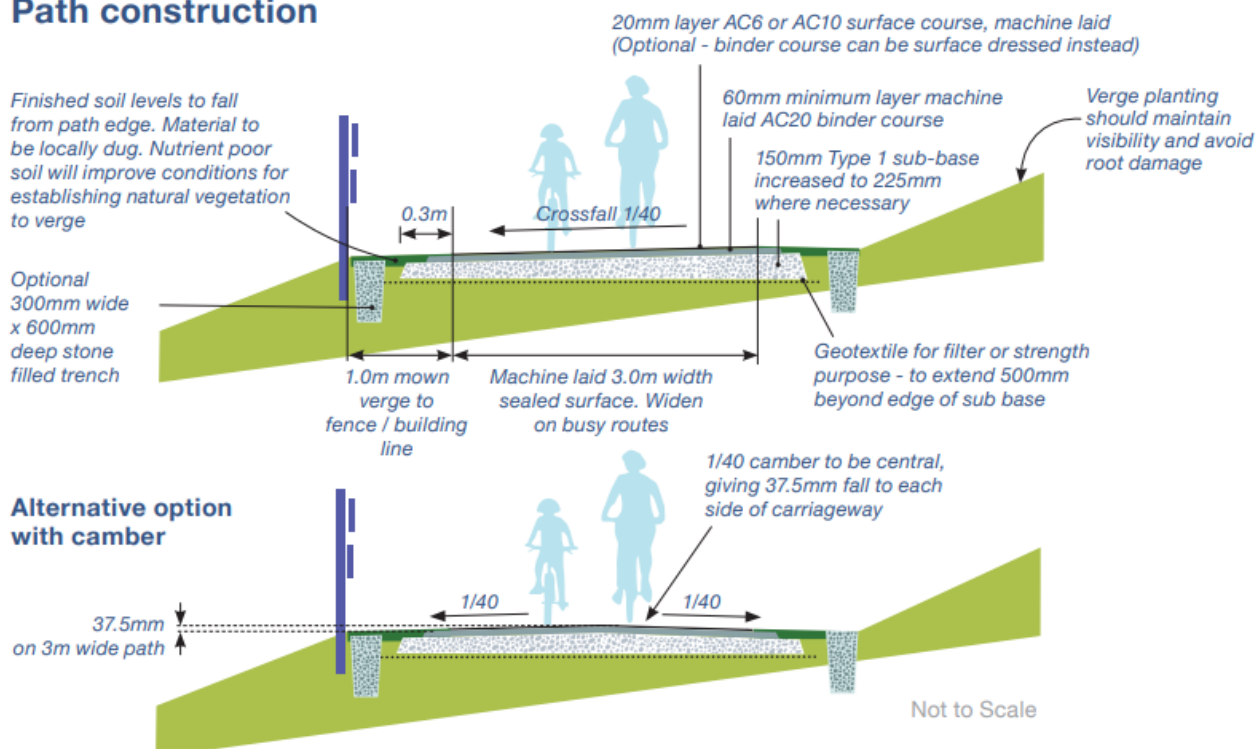 Path construction
20mm layer AC6 or AC10 surface course, machine laid
(Optional - binder course can be surface dressed instead)
Finished soil levels to fall
from path edge. Material to
be locally dug. Nutrient poor
soil will improve conditions for
establishing natural vegetation
to verge
60mm minimum layer machine
laid AC20 binder course
Verge planting
should maintain
visibility and avoid
root damage
150mm Type 1 sub-base
increased to 225mm
where necessary
0.3m
Crossfall 1/40
Optional
300mm wide
x 600mm
deep stone
filled trench
1.0m mown
verge to
fence / building
line
Machine laid 3.0m width
sealed surface. Widen
on busy routes
Geotextile for filter or strength
purpose - to extend 500mm
beyond edge of sub base
Alternative option
with camber
1/40 camber to be central,
giving 37.5mm fall to each
side of carriageway
1/40
1/40
37.5mm
on 3m wide path
Not to Scale